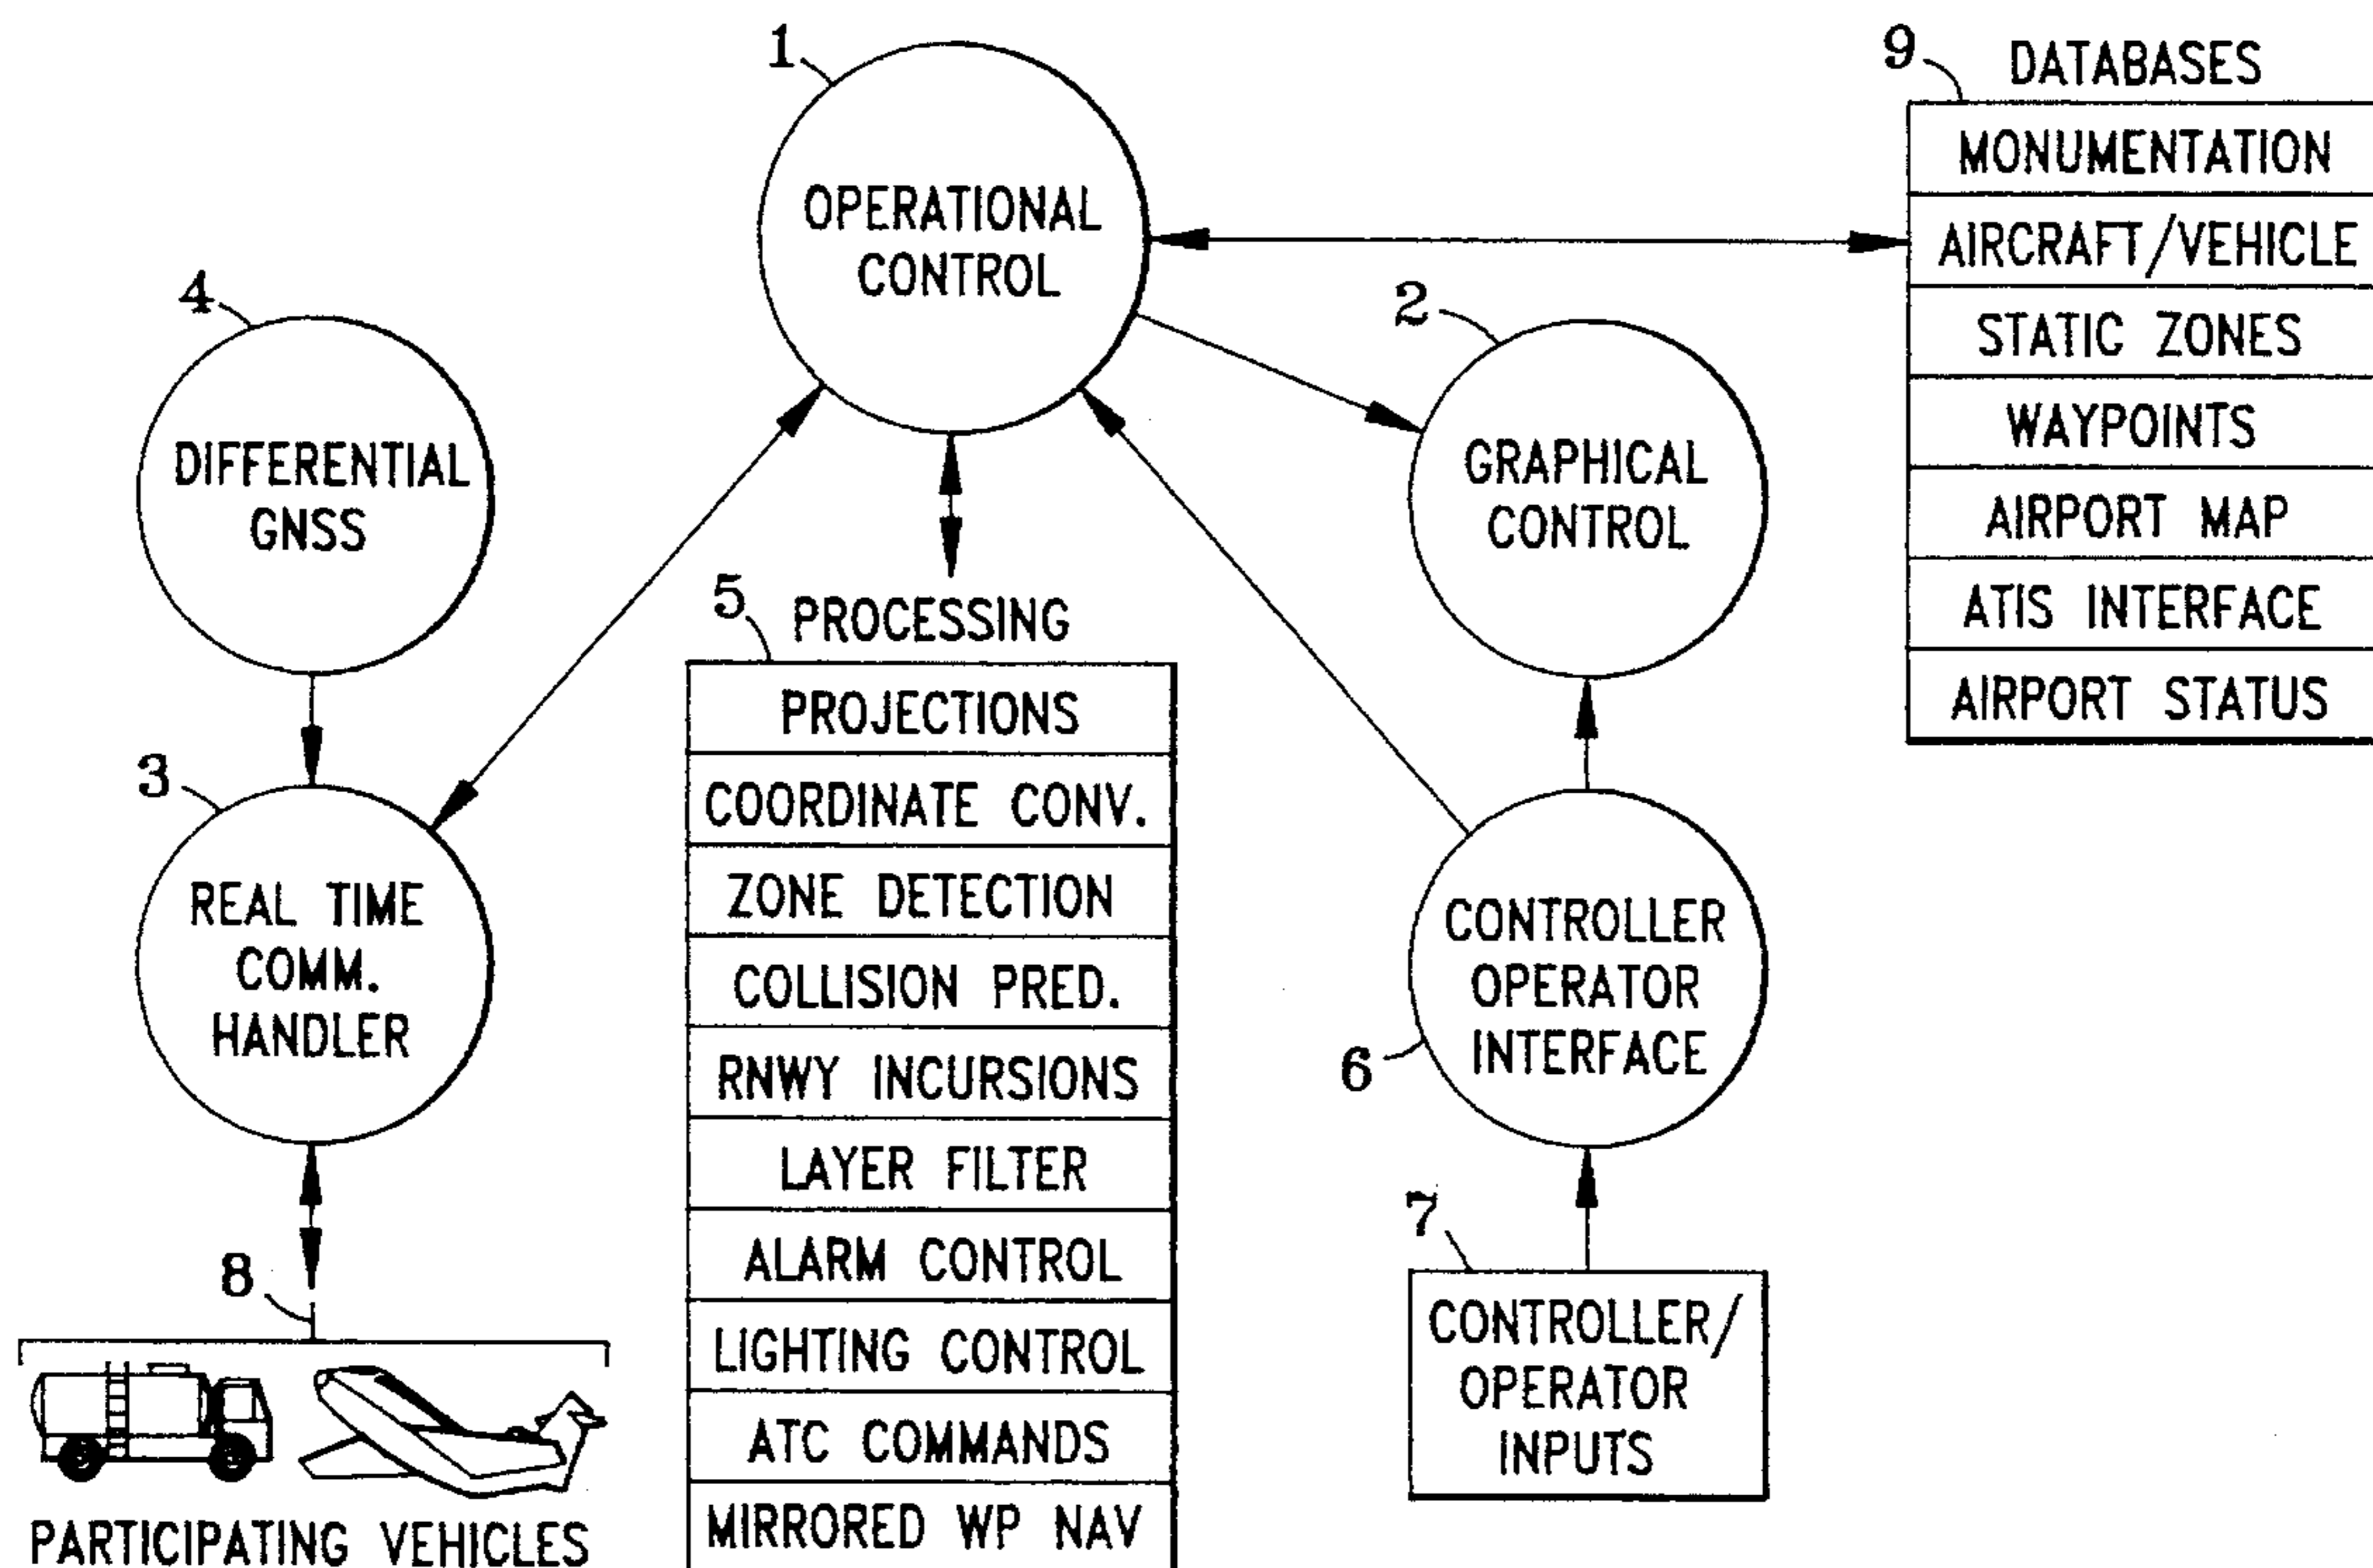 1
OPERATIONAL
CONTROL
9
DATABASES
MONUMENTATION
AIRCRAFT/VEHICLE
STATIC ZONES
WAYPOINTS
AIRPORT MAP
ATIS INTERFACE
AIRPORT STATUS
4
DIFFERENTIAL
GNSS
2
GRAPHICAL
CONTROL
3
REAL TIME
COMM.
HANDLER
5
PROCESSING
PROJECTIONS
COORDINATE CONV.
ZONE DETECTION
COLLISION PRED.
RNWY INCURSIONS
LAYER FILTER
ALARM CONTROL
LIGHTING CONTROL
ATC COMMANDS
MIRRORED WP NAV
6
CONTROLLER
OPERATOR
INTERFACE
7
CONTROLLER/
OPERATOR
INPUTS
8
PARTICIPATING VEHICLES